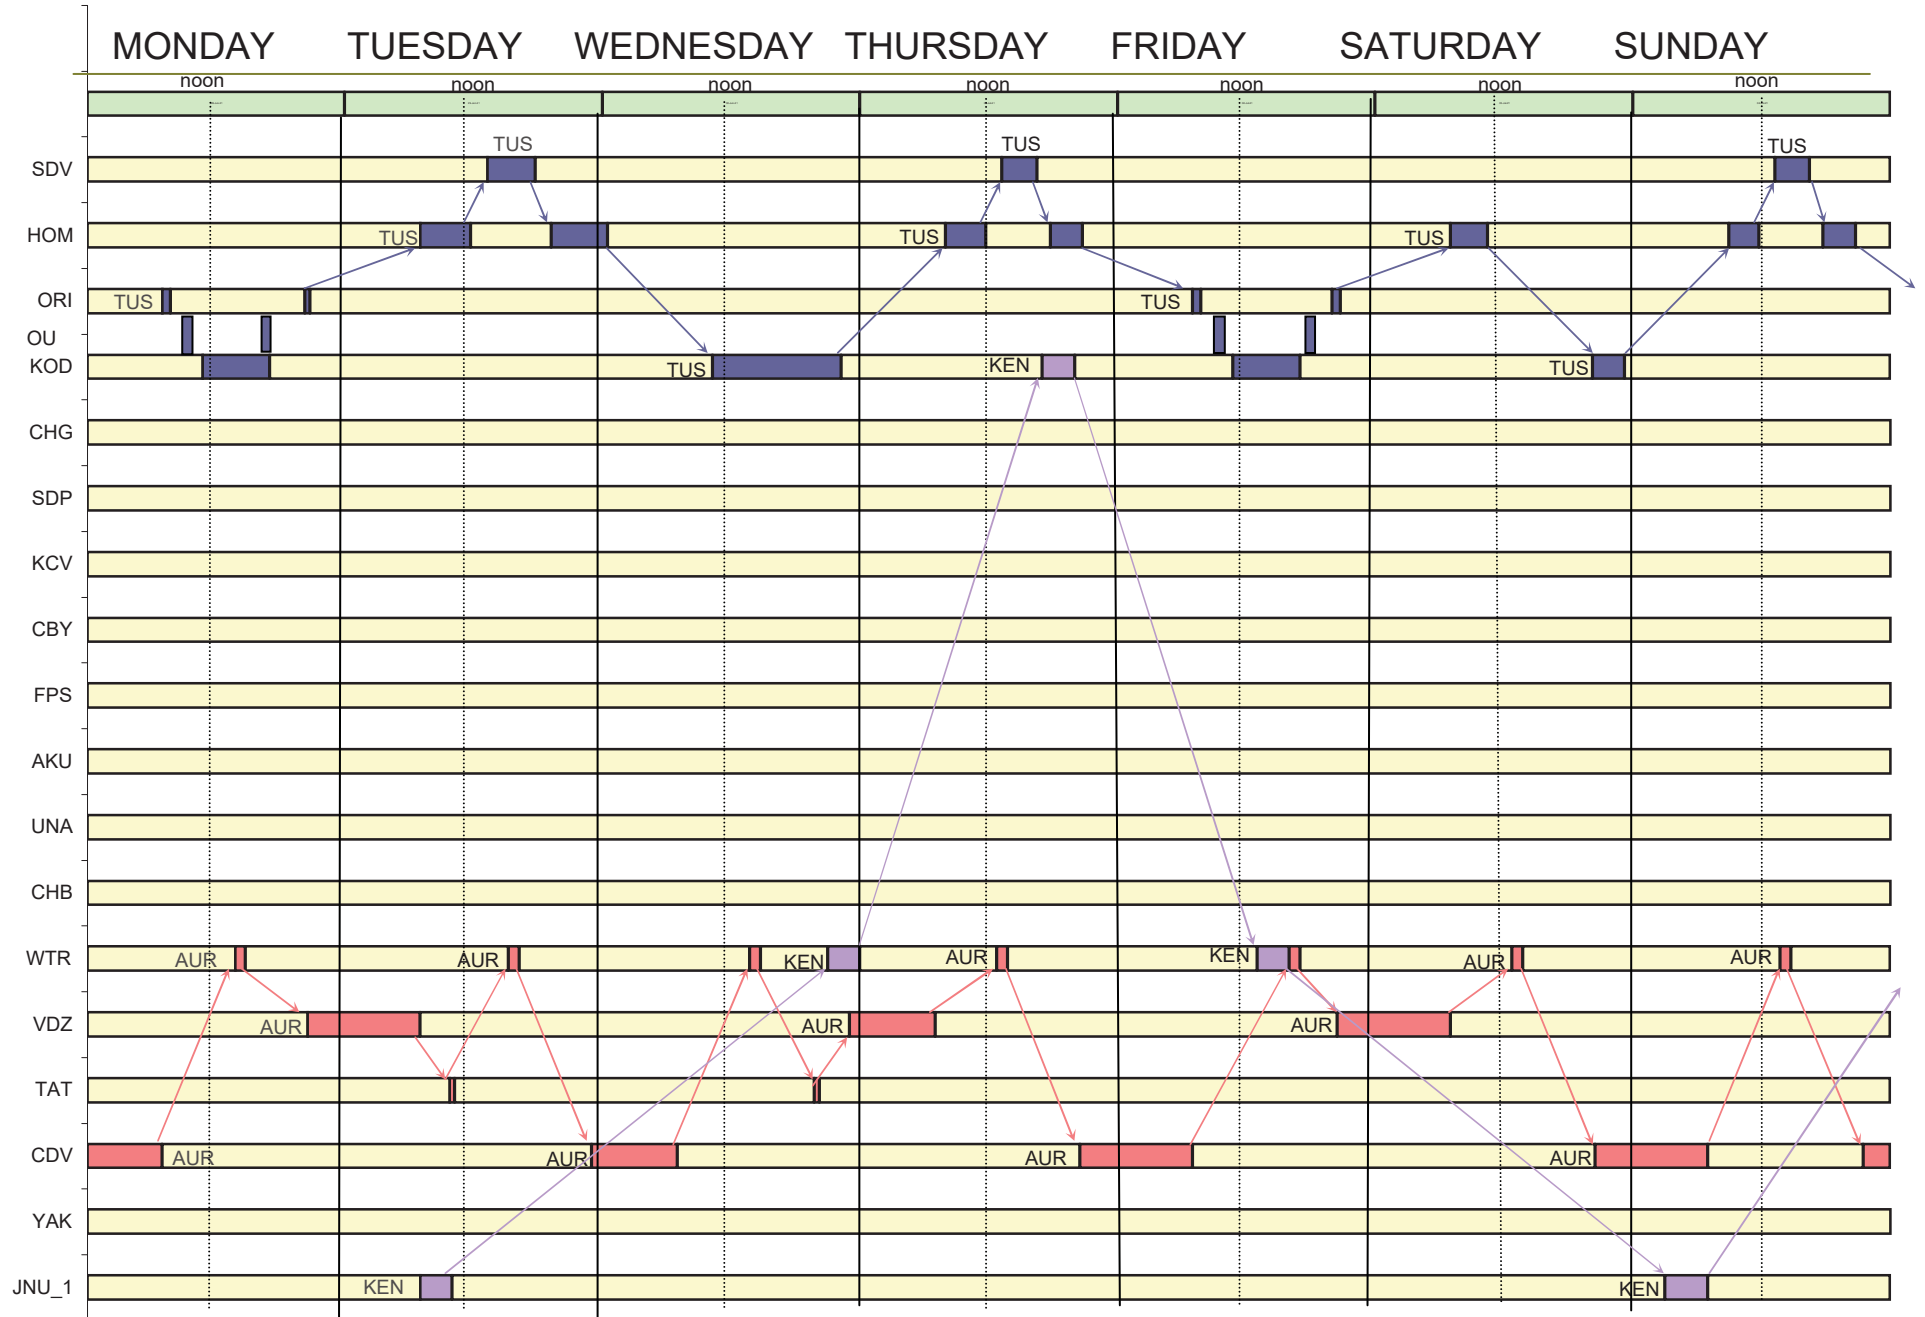 MONDAY TUESDAY WEDNESDAY THURSDAY FRIDAY SATURDAY SUNDAY
noon noon noon noon noon noon noon
TUS TUS TUS
SDV
HOM TUS TUS TUS
ORI TUS TUS
OU
KOD TUS KEN TUS
CHG
SDP
KCV
CBY
FPS
AKU
UNA
CHB
WTR AUR AUR KEN AUR KEN AUR AUR
VDZ AUR AUR AUR
TAT
CDV AUR AUR AUR AUR
YAK
JNU_1 KEN KEN